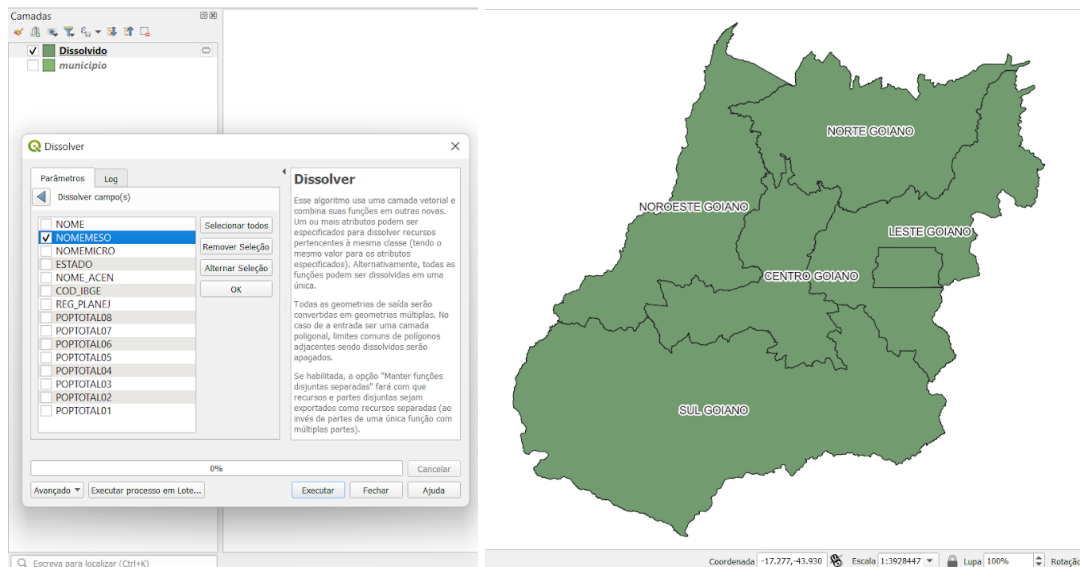 Camadas
Dissolvido
municipio
Dissolver
Parâmetros
Log
Dissolver campo(s)
NOME
NOMEMESO
NOMEMICRO
ESTADO
NOME_ACEN
COD_IBGE
REG_PLANEJ
POPTOTAL08
POPTOTAL07
POPTOTAL06
POPTOTAL05
POPTOTAL04
POPTOTAL03
POPTOTAL02
POPTOTAL01
Selecionar todos
Remover Seleção
Alternar Seleção
OK
Dissolver
Esse algoritmo usa uma camada vetorial e
combina suas funções em outras novas.
Um ou mais atributos podem ser
especificados para dissolver recursos
pertencentes à mesma classe (tendo o
mesmo valor para os atributos
especificados). Alternativamente, todas as
funções podem ser dissolvidas em uma
única.
Todas as geometrias de saída serão
convertidas em geometrias múltiplas. No
caso de a entrada ser uma camada
poligonal, limites comuns de polígonos
adjacentes sendo dissolvidos serão
apagados.
Se habilitada, a opção "Manter funções
disjuntas separadas" fará com que
recursos e partes disjuntas sejam
exportados como recursos separadas (ao
invés de partes de uma única função com
múltiplas partes).
0%
Cancelar
Avançado
Executar processo em Lote...
Executar
Fechar
Ajuda
Escreva para localizar (Ctrl+K)
NORTE GOIANO
NOROESTE GOIANO
LESTE GOIANO
CENTRO GOIANO
SUL GOIANO
Coordenada -17.277,-43.930 Escala 1:3928447 Lupa 100% Rotação